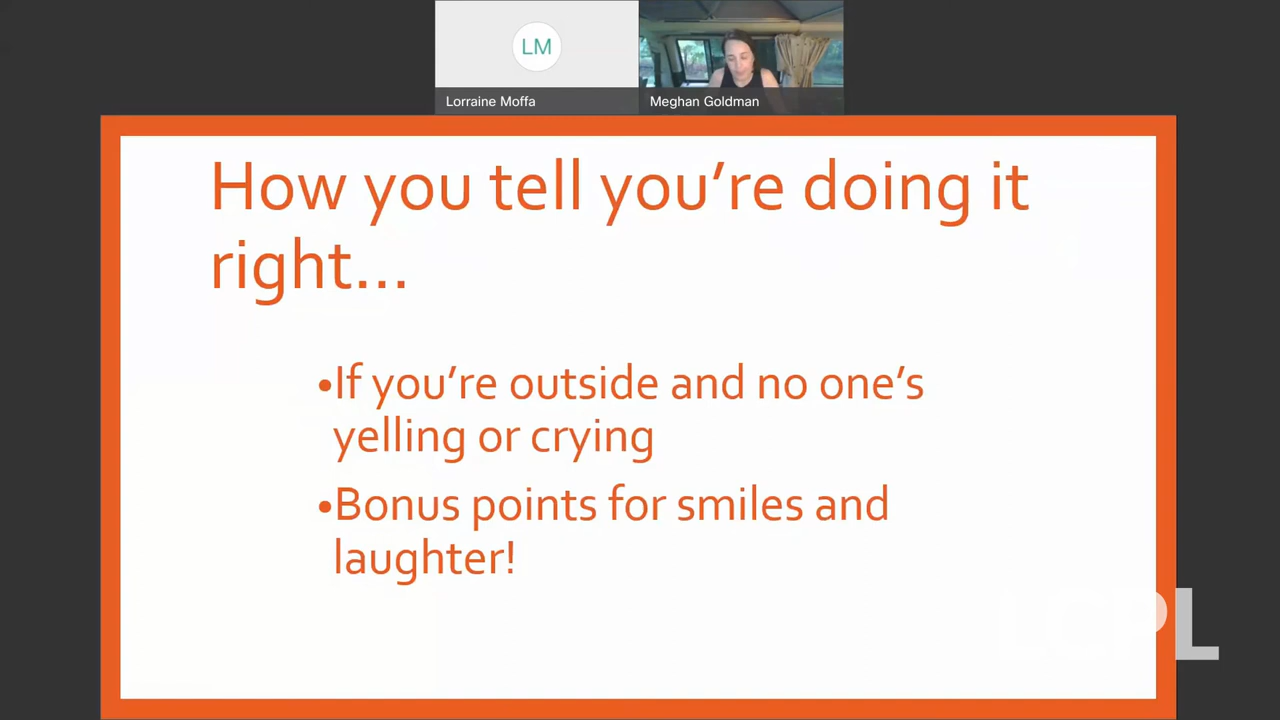 LM
Lorraine Moffa
Meghan Goldman
How you tell you're doing it
right...
•If you're outside and no one's
yelling or crying
•Bonus points for smiles and
laughter!
LCPL